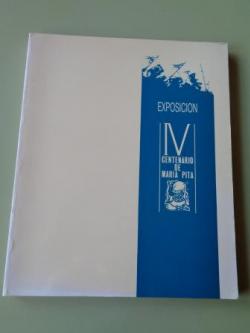 EXPOSICION
IV
CENTENARIO
DE
MARIA PITA